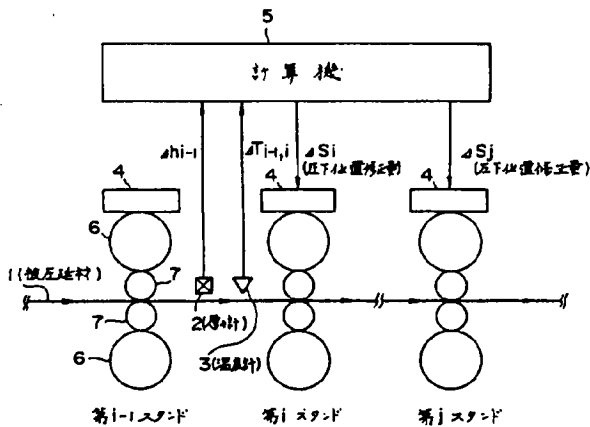 5
計算機
Δhi-1
ΔTi-1,i
ΔSi
(圧下位置修正量)
ΔSj
(圧下位置修正量)
4
4
4
6
1(被圧延材)
7
7
2(厚み計)
3(温度計)
6
第i-1スタンド
第iスタンド
第jスタンド